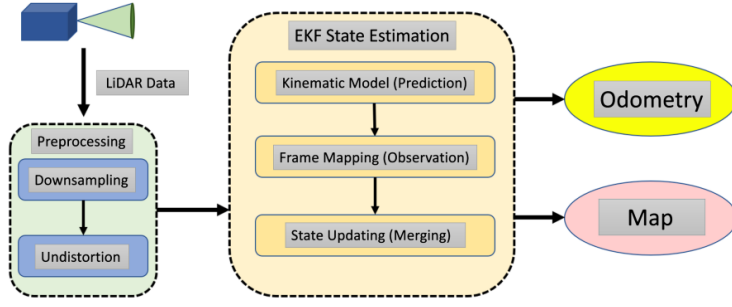 LiDAR Data
Preprocessing
Downsampling
Undistortion
EKF State Estimation
Kinematic Model (Prediction)
Frame Mapping (Observation)
State Updating (Merging)
Odometry
Map